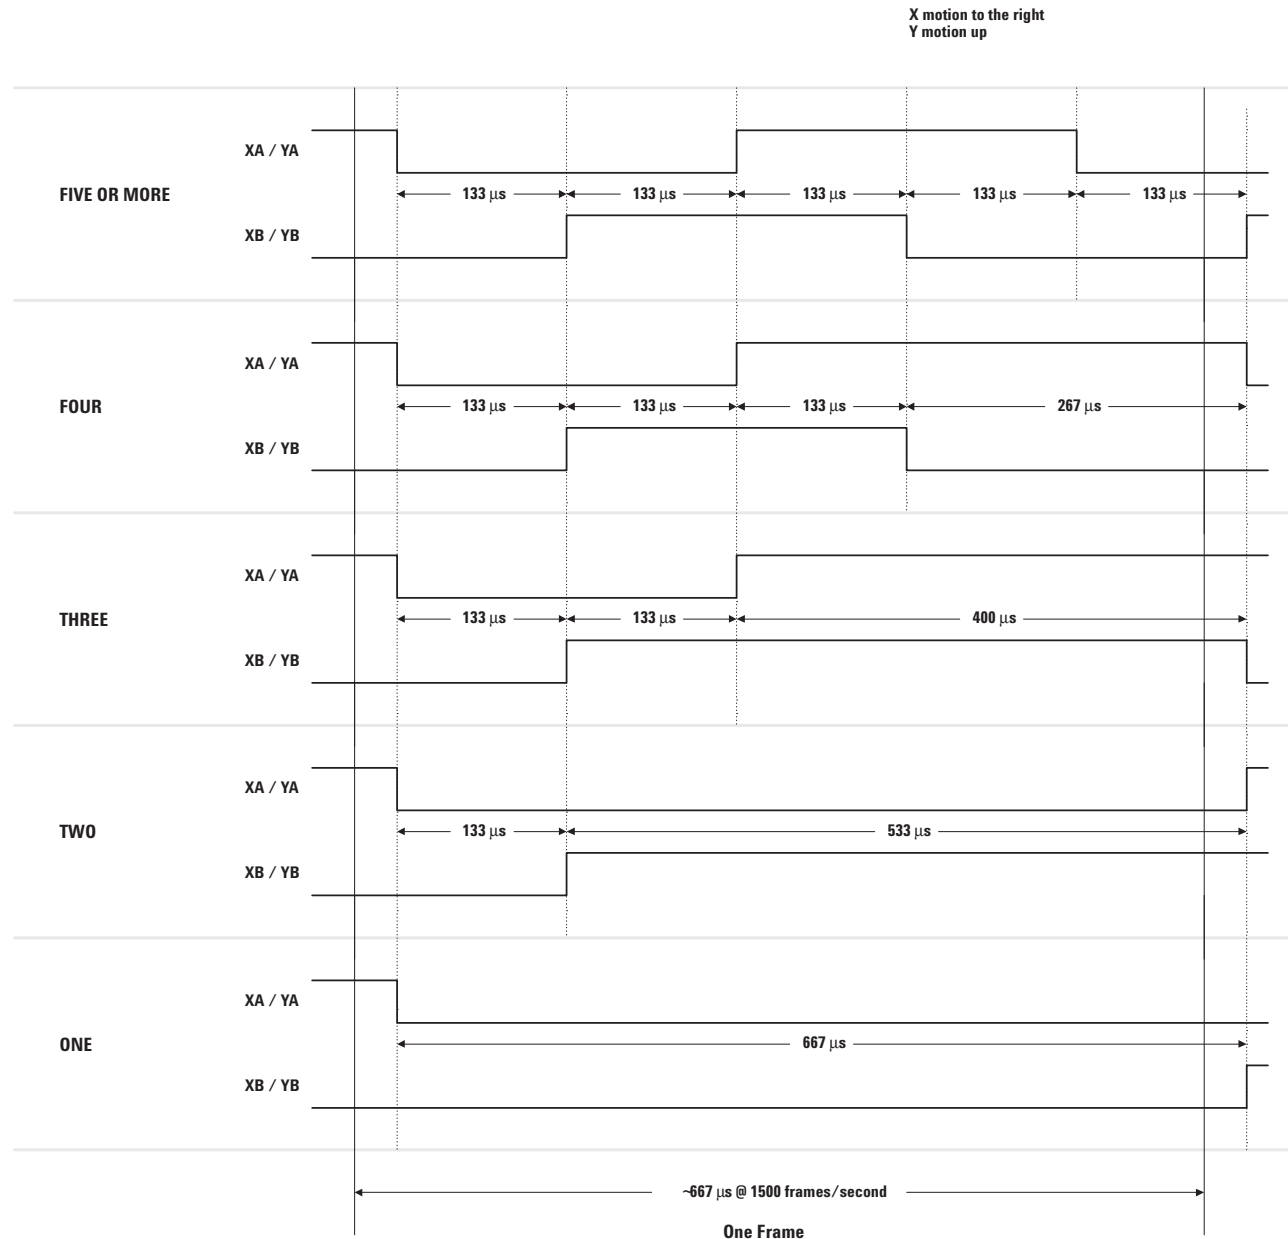 X motion to the right
Y motion up
XA / YA
FIVE OR MORE
133 µs 133 µs 133 µs 133 µs 133 µs
XB / YB
XA / YA
FOUR
133 µs 133 µs 133 µs 267 µs
XB / YB
XA / YA
THREE
133 µs 133 µs 400 µs
XB / YB
XA / YA
TWO
133 µs 533 µs
XB / YB
XA / YA
ONE
667 µs
XB / YB
~667 µs @ 1500 frames/second
One Frame